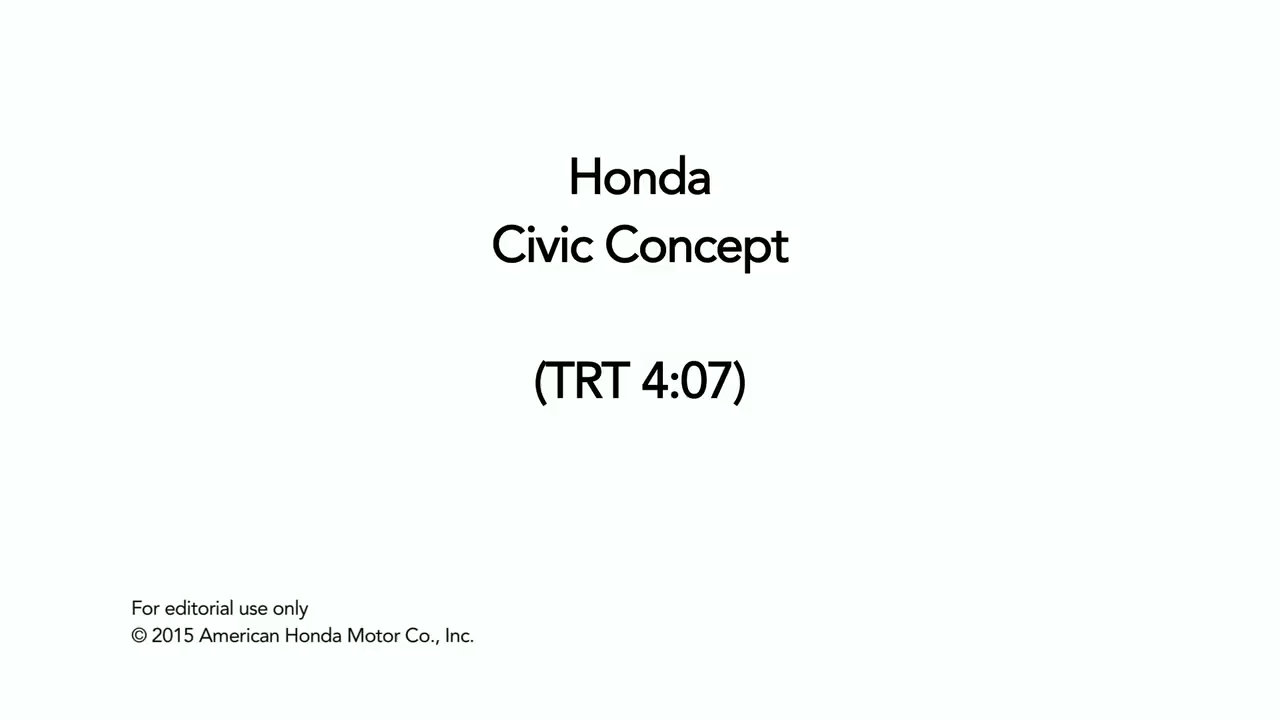 Honda
Civic Concept
(TRT 4:07)
For editorial use only
© 2015 American Honda Motor Co., Inc.